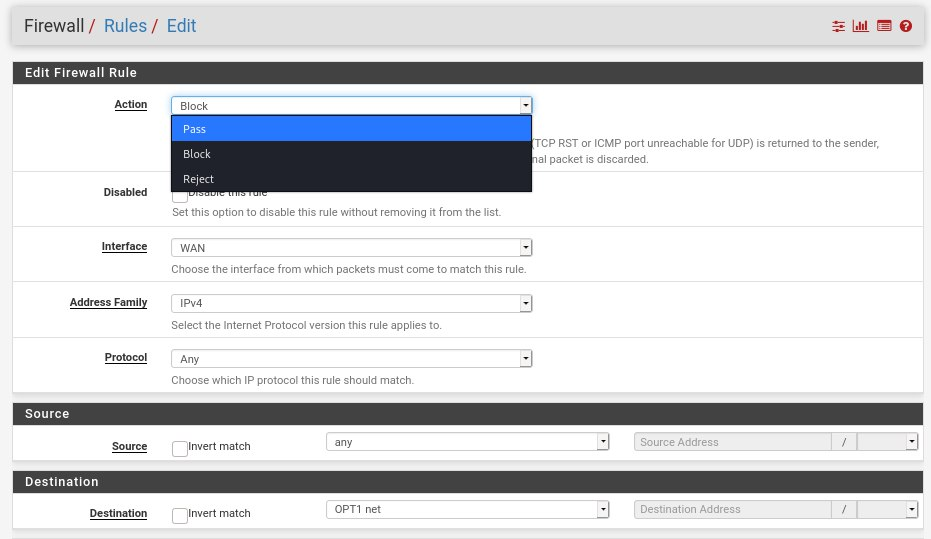 Firewall / Rules / Edit
Edit Firewall Rule
Action Block
Pass
Block
Reject
(TCP RST or ICMP port unreachable for UDP) is returned to the sender,
packet is discarded.
Disabled Disable this rule
Set this option to disable this rule without removing it from the list.
Interface WAN
Choose the interface from which packets must come to match this rule.
Address Family IPv4
Select the Internet Protocol version this rule applies to.
Protocol Any
Choose which IP protocol this rule should match.
Source
Source Invert match any Source Address /
Destination
Destination Invert match OPT1 net Destination Address /